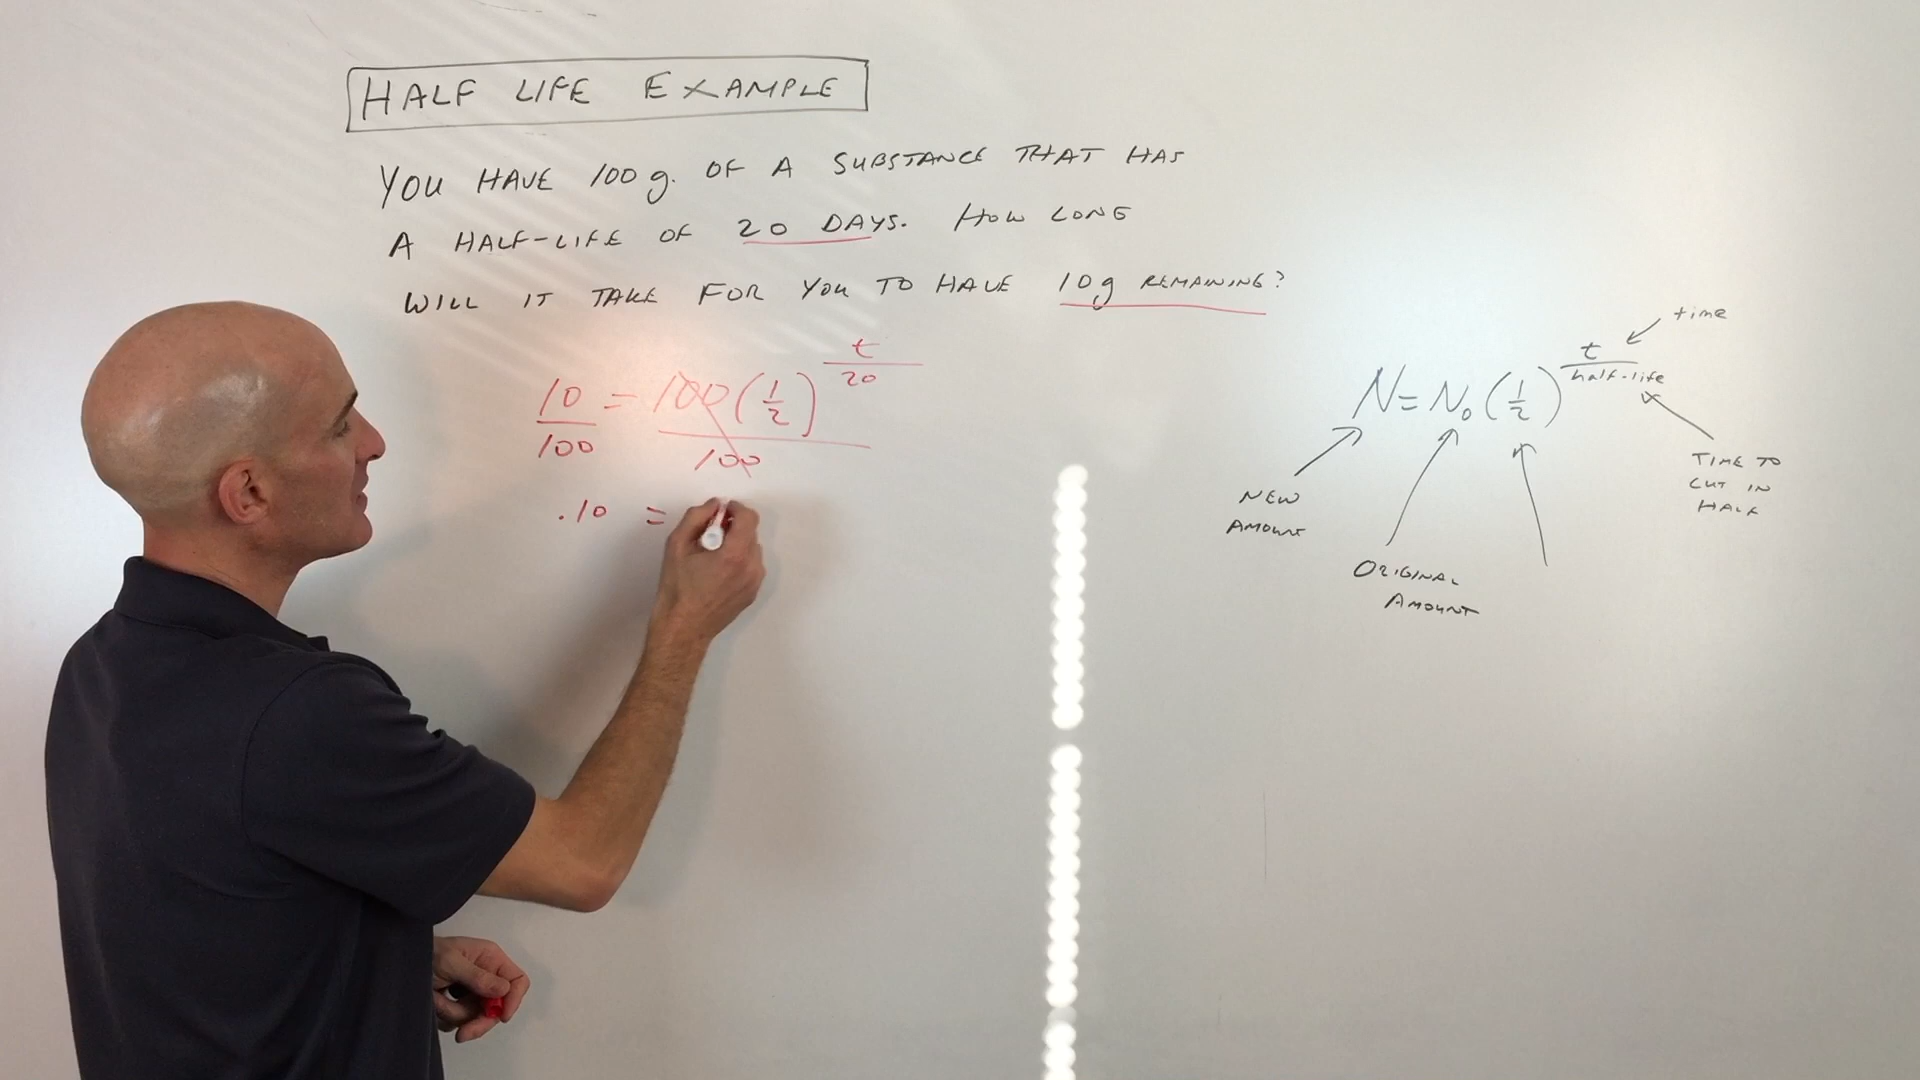 HALF LIFE EXAMPLE
YOU HAVE 100 g. OF A SUBSTANCE THAT HAS
A HALF-LIFE OF 20 DAYS. HOW LONG
WILL IT TAKE FOR YOU TO HAVE 10g REMAINING?
t
20
10 = 100 (1/2)
100 100
.10 =
time
t
half-life
N = N₀ (1/2)
TIME TO
CUT IN
HALF
NEW
AMOUNT
ORIGINAL
AMOUNT